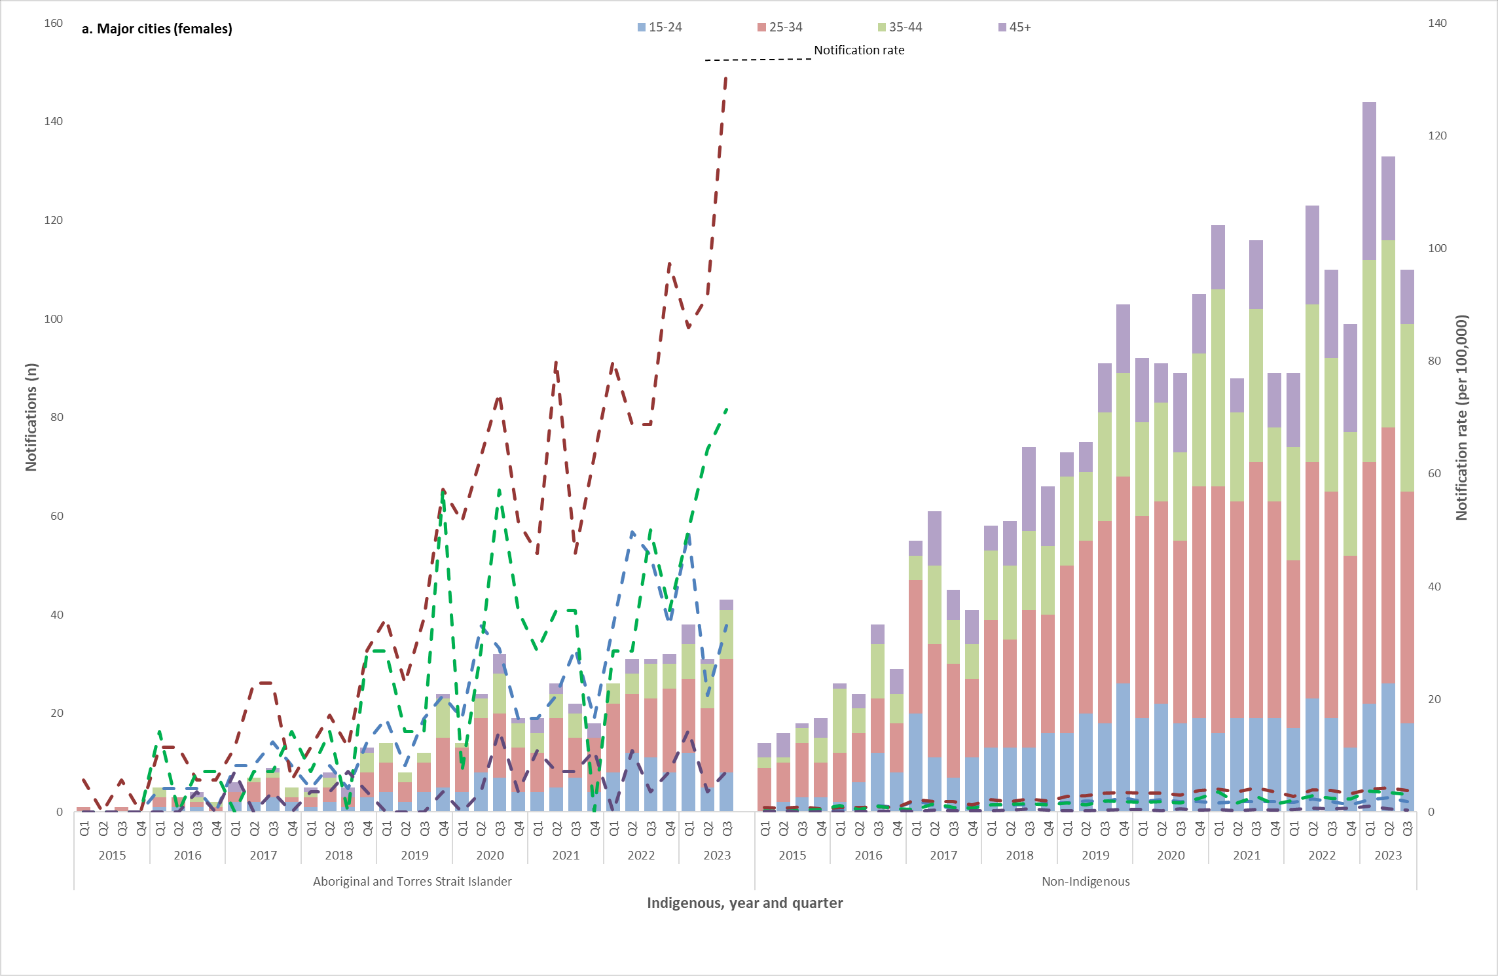 a. Major cities (females)
15-24 25-34 35-44 45+
Notification rate
Notifications (n)
160
140
120
100
80
60
40
20
0
Notification rate (per 100,000)
140
120
100
80
60
40
20
0
Q1 Q2 Q3 Q4 Q1 Q2 Q3 Q4 Q1 Q2 Q3 Q4 Q1 Q2 Q3 Q4 Q1 Q2 Q3 Q4 Q1 Q2 Q3 Q4 Q1 Q2 Q3 Q4 Q1 Q2 Q3 Q4 Q1 Q2 Q3 Q1 Q2 Q3 Q4 Q1 Q2 Q3 Q4 Q1 Q2 Q3 Q4 Q1 Q2 Q3 Q4 Q1 Q2 Q3 Q4 Q1 Q2 Q3 Q4 Q1 Q2 Q3 Q4 Q1 Q2 Q3 Q4 Q1 Q2 Q3
2015 2016 2017 2018 2019 2020 2021 2022 2023 2015 2016 2017 2018 2019 2020 2021 2022 2023
Aboriginal and Torres Strait Islander Non-Indigenous
Indigenous, year and quarter